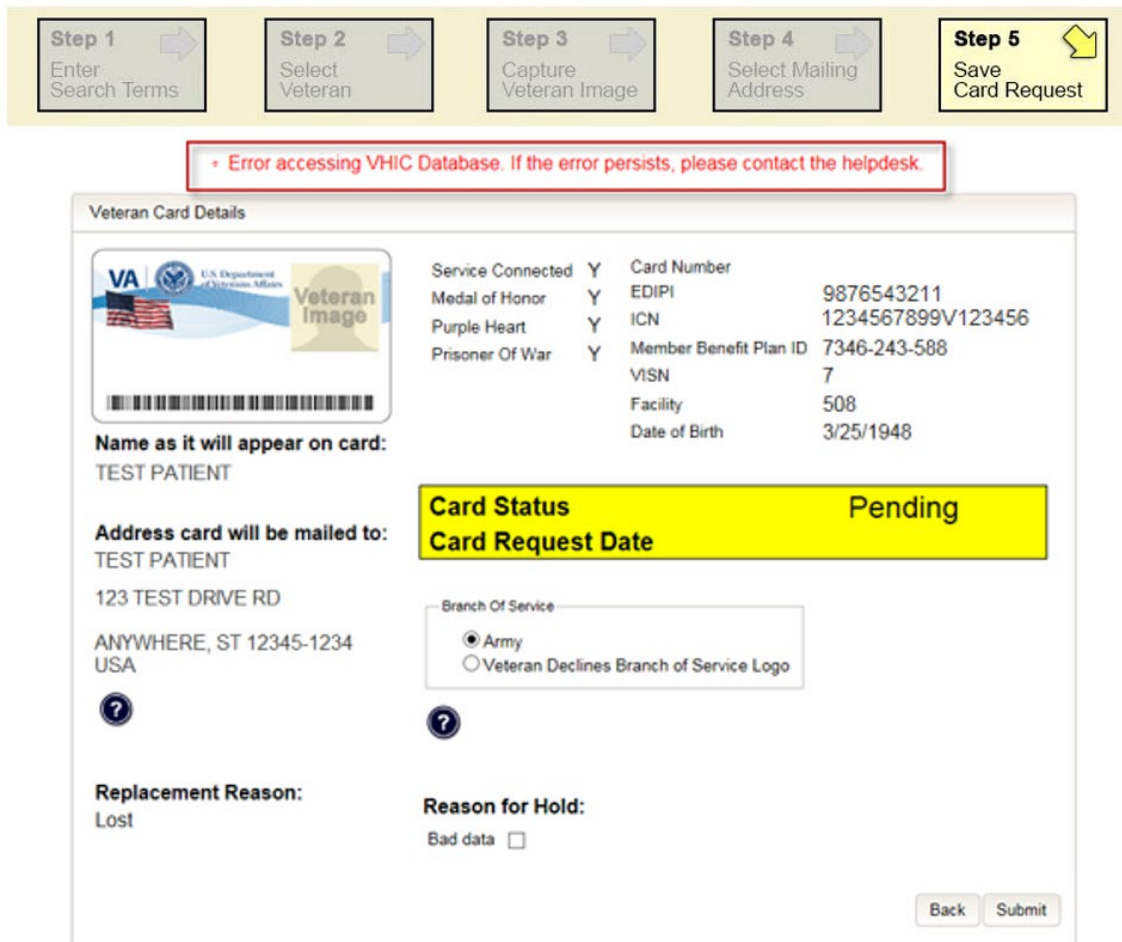 Step 1
Enter
Search Terms
Step 2
Select
Veteran
Step 3
Capture
Veteran Image
Step 4
Select Mailing
Address
Step 5
Save
Card Request
Error accessing VHIC Database. If the error persists, please contact the helpdesk.
Veteran Card Details
VA
U.S. Department
of Veterans Affairs
Veteran
Image
Name as it will appear on card:
TEST PATIENT
Address card will be mailed to:
TEST PATIENT
123 TEST DRIVE RD
ANYWHERE, ST 12345-1234
USA
?
Replacement Reason:
Lost
Service Connected Y
Medal of Honor Y
Purple Heart Y
Prisoner Of War Y
Card Number
EDIPI 9876543211
ICN 1234567899V123456
Member Benefit Plan ID 7346-243-588
VISN 7
Facility 508
Date of Birth 3/25/1948
Card Status Pending
Card Request Date
Branch Of Service
Army
Veteran Declines Branch of Service Logo
?
Reason for Hold:
Bad data
Back Submit